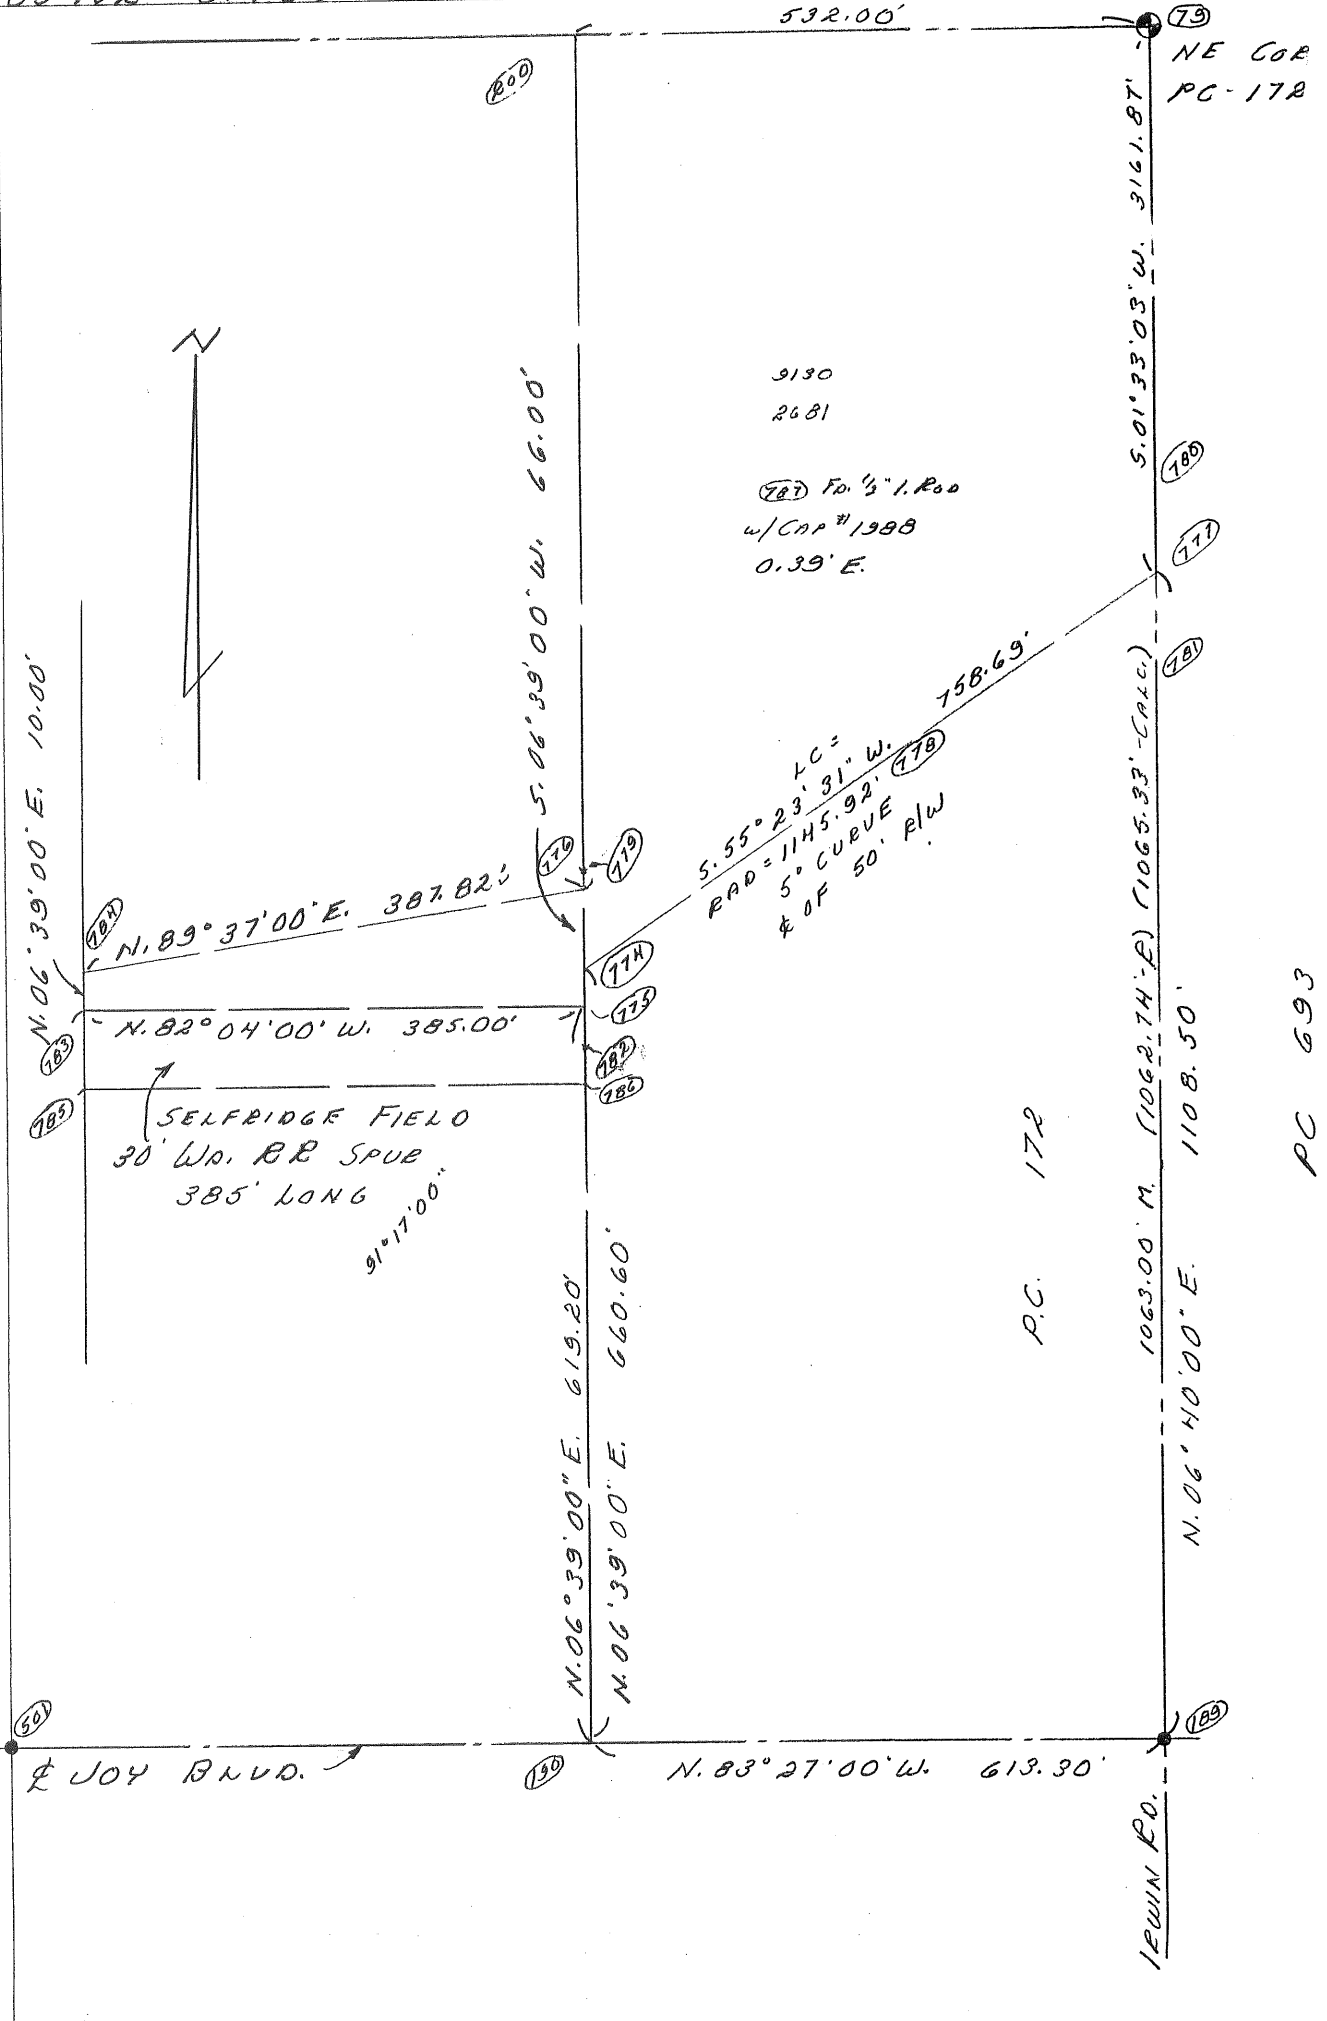 532.00'
79
NE COR
PC-172
200
S.01°33'03"W. 3161.87'
N
S.06°39'00"W. 66.00'
9130
2681
787 FD. 1/2" I. ROD
W/CAP #1988
0.39' E.
780
777
781
N.06°39'00"E. 10.00'
758.69'
LC =
S.55°23'31"W. 778
RAD = 1145.92'
5° CURVE
℄ OF 50' R/W
776
779
784
N.89°37'00"E. 387.82'
774
775
783
N.82°04'00"W. 385.00'
782
786
785
SELFRIDGE FIELD
30' WD. RR SPUR
385' LONG
91°17'00"
1063.00' M. (1062.74'-R) (1065.33'-CALC.)
N.06°40'00"E. 1108.50'
P.C. 172
PC 693
N.06°39'00"E. 619.20'
N.06°39'00"E. 660.60'
501
℄ JOY BLVD.
190
N.83°27'00"W. 613.30'
189
IRWIN RD.